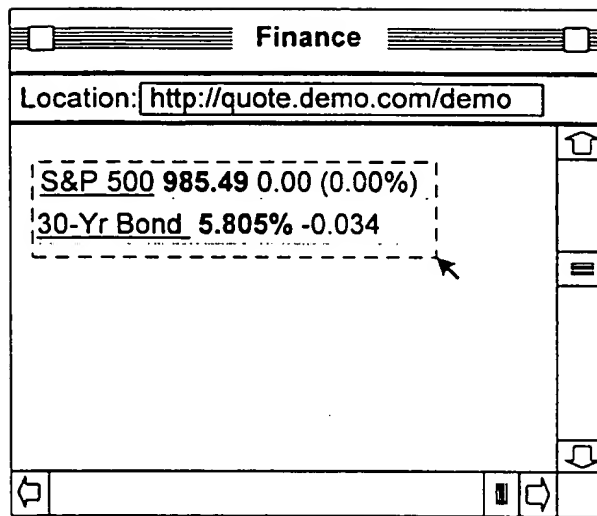 Finance
Location: http://quote.demo.com/demo
S&P 500 985.49 0.00 (0.00%)
30-Yr Bond 5.805% -0.034